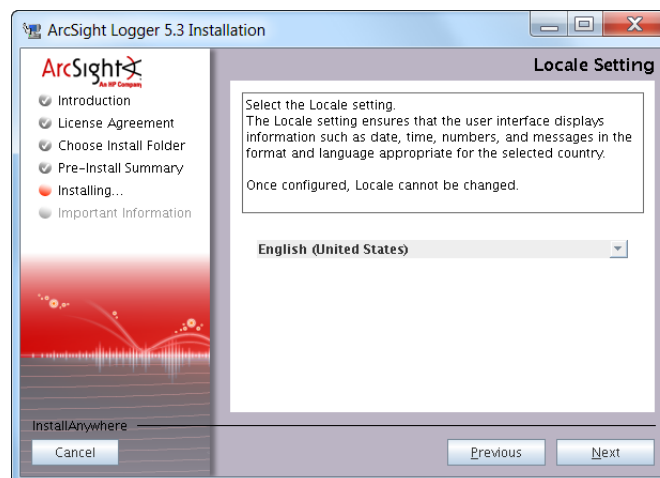 ArcSight Logger 5.3 Installation
ArcSight
An HP Company
Introduction
License Agreement
Choose Install Folder
Pre-Install Summary
Installing...
Important Information
Locale Setting
Select the Locale setting.
The Locale setting ensures that the user interface displays
information such as date, time, numbers, and messages in the
format and language appropriate for the selected country.
Once configured, Locale cannot be changed.
English (United States)
InstallAnywhere
Cancel
Previous
Next